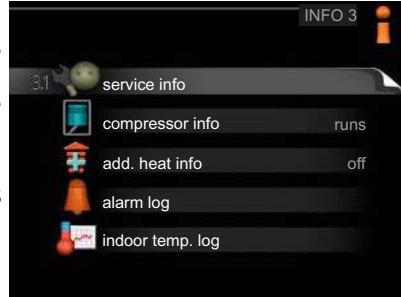 INFO 3
3.1 service info
compressor info runs
add. heat info off
alarm log
indoor temp. log